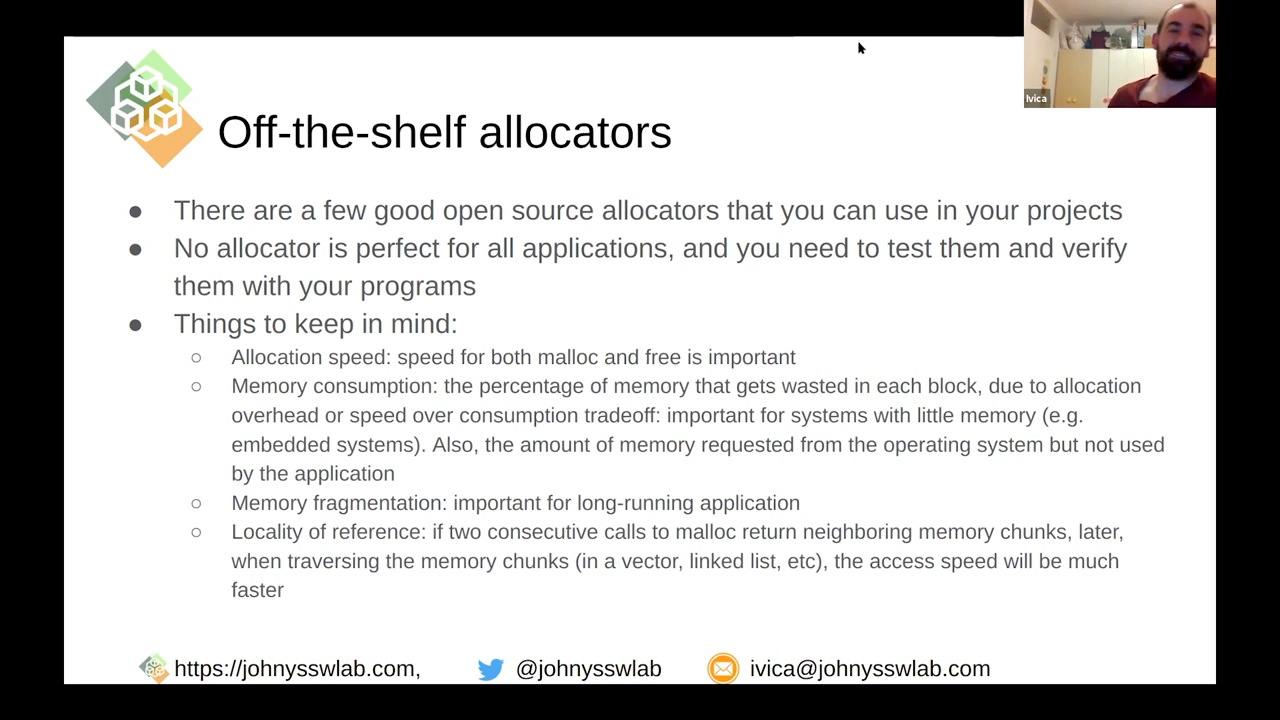 Ivica
Off-the-shelf allocators
● There are a few good open source allocators that you can use in your projects
● No allocator is perfect for all applications, and you need to test them and verify
them with your programs
● Things to keep in mind:
○ Allocation speed: speed for both malloc and free is important
○ Memory consumption: the percentage of memory that gets wasted in each block, due to allocation
overhead or speed over consumption tradeoff: important for systems with little memory (e.g.
embedded systems). Also, the amount of memory requested from the operating system but not used
by the application
○ Memory fragmentation: important for long-running application
○ Locality of reference: if two consecutive calls to malloc return neighboring memory chunks, later,
when traversing the memory chunks (in a vector, linked list, etc), the access speed will be much
faster
https://johnysswlab.com, @johnysswlab ivica@johnysswlab.com